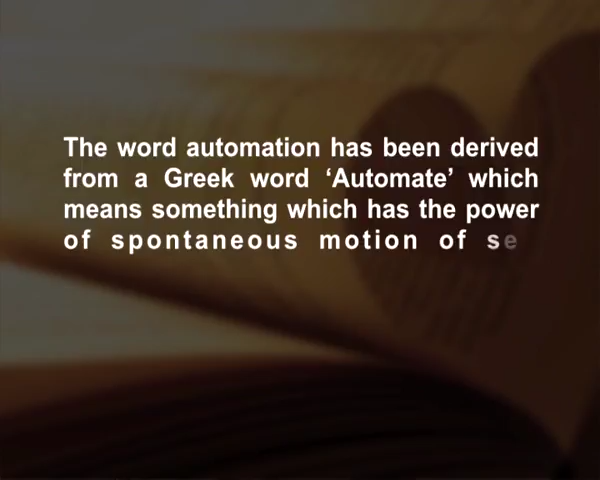 The word automation has been derived
from a Greek word ‘Automate’ which
means something which has the power
of spontaneous motion of se